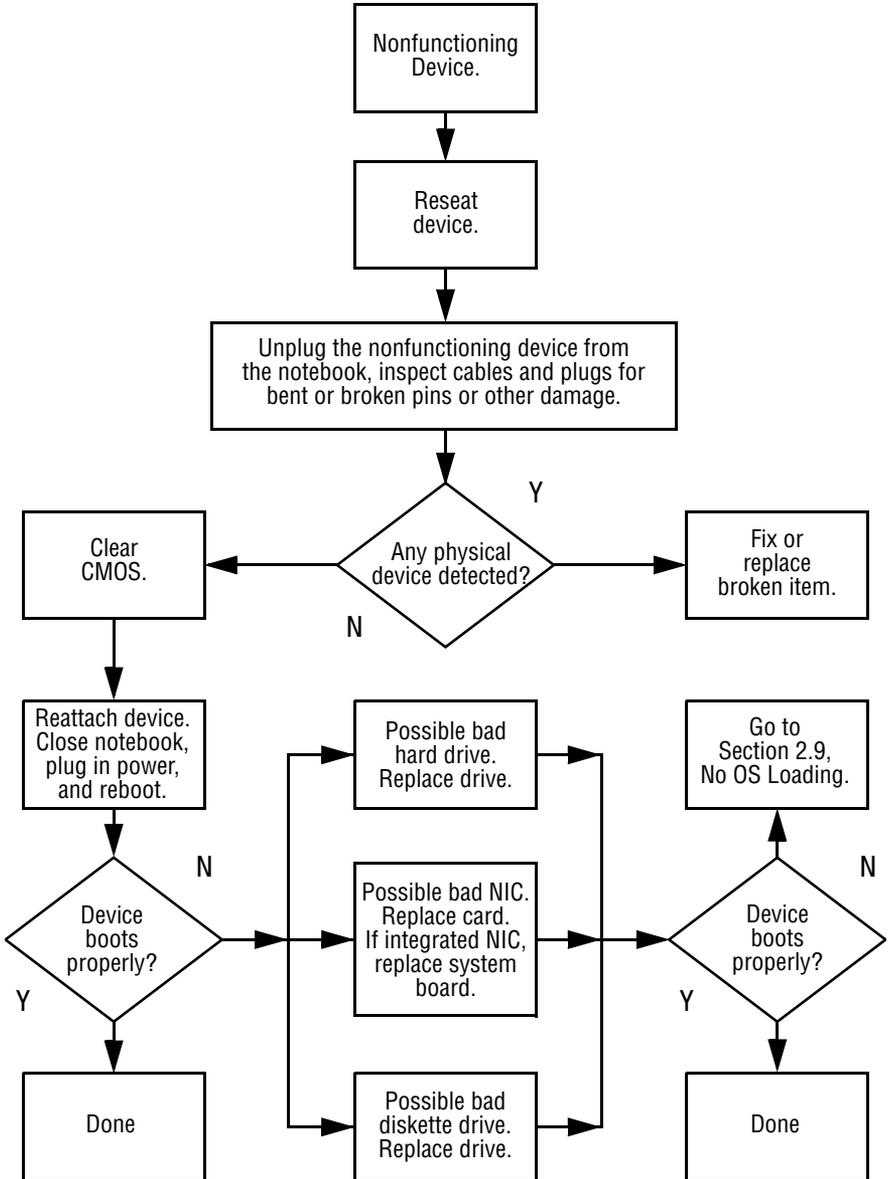 Nonfunctioning
Device.
Reseat
device.
Unplug the nonfunctioning device from
the notebook, inspect cables and plugs for
bent or broken pins or other damage.
Y
Clear
CMOS.
Any physical
device detected?
Fix or
replace
broken item.
N
Reattach device.
Close notebook,
plug in power,
and reboot.
Possible bad
hard drive.
Replace drive.
Go to
Section 2.9,
No OS Loading.
N
N
Device
boots
properly?
Possible bad NIC.
Replace card.
If integrated NIC,
replace system
board.
Device
boots
properly?
Y
Y
Done
Possible bad
diskette drive.
Replace drive.
Done